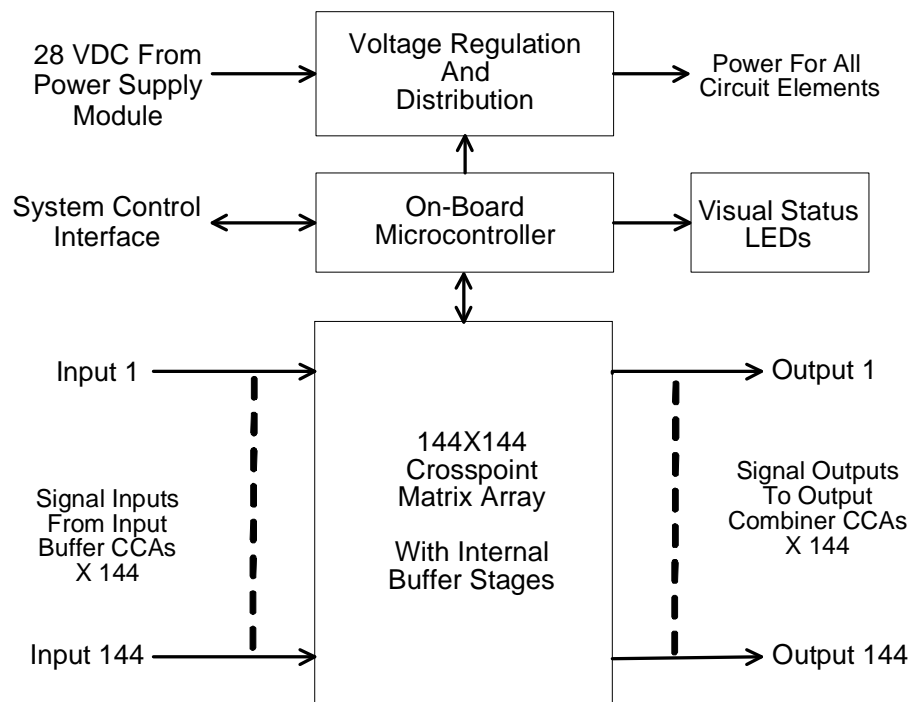 28 VDC From
Power Supply
Module
Voltage Regulation
And
Distribution
Power For All
Circuit Elements
System Control
Interface
On-Board
Microcontroller
Visual Status
LEDs
Input 1
Output 1
Signal Inputs
From Input
Buffer CCAs
X 144
144X144
Crosspoint
Matrix Array
With Internal
Buffer Stages
Signal Outputs
To Output
Combiner CCAs
X 144
Input 144
Output 144